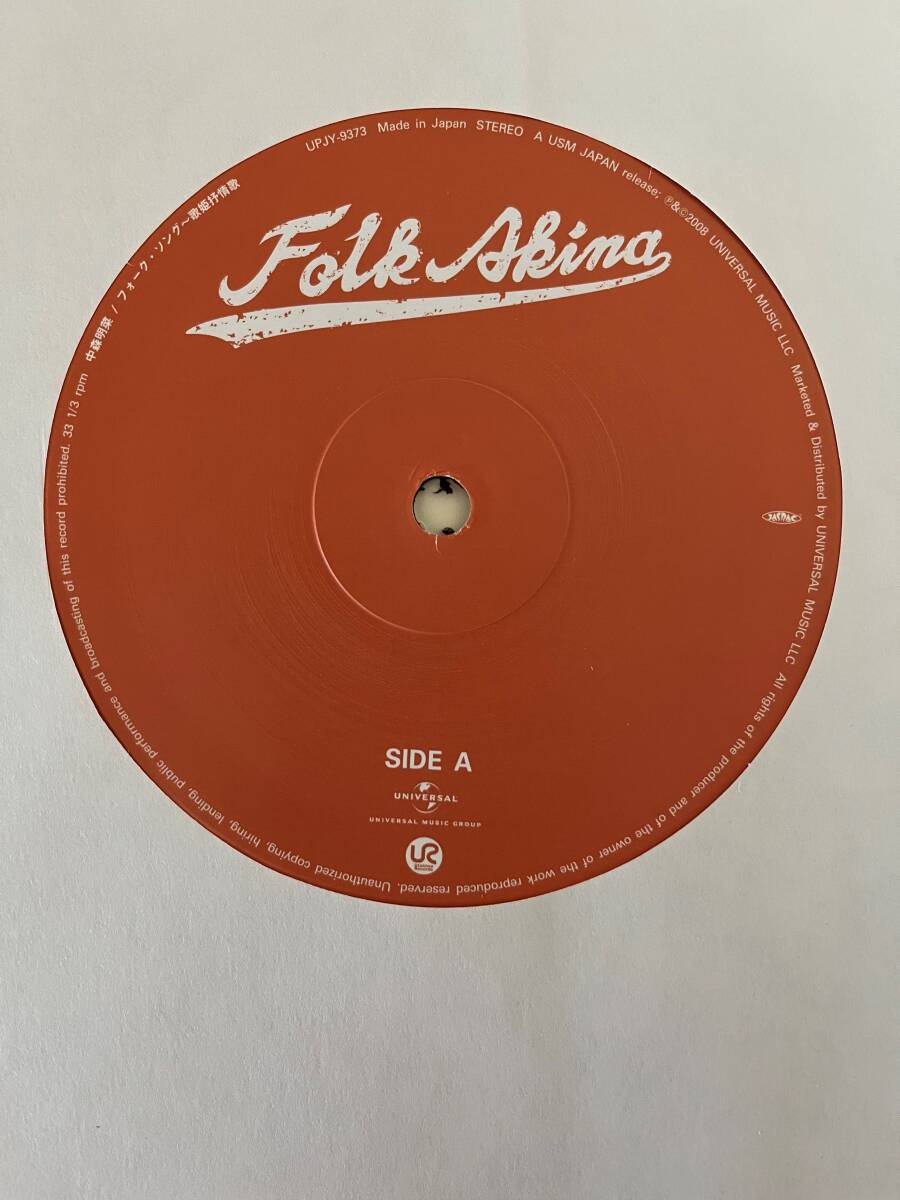 Folk Akina
UPJY-9373 Made in Japan STEREO A USM JAPAN release; ℗&©2008 UNIVERSAL MUSIC LLC Marketed & Distributed by UNIVERSAL MUSIC LLC All rights of the producer and of the owner of the work reproduced reserved. Unauthorized copying, hiring, lending, public performance and broadcasting of this record prohibited. 33 1/3 rpm 中森明菜 / フォーク・ソング~歌姫抒情歌
JASRAC
SIDE A
UNIVERSAL
UNIVERSAL MUSIC GROUP
UR